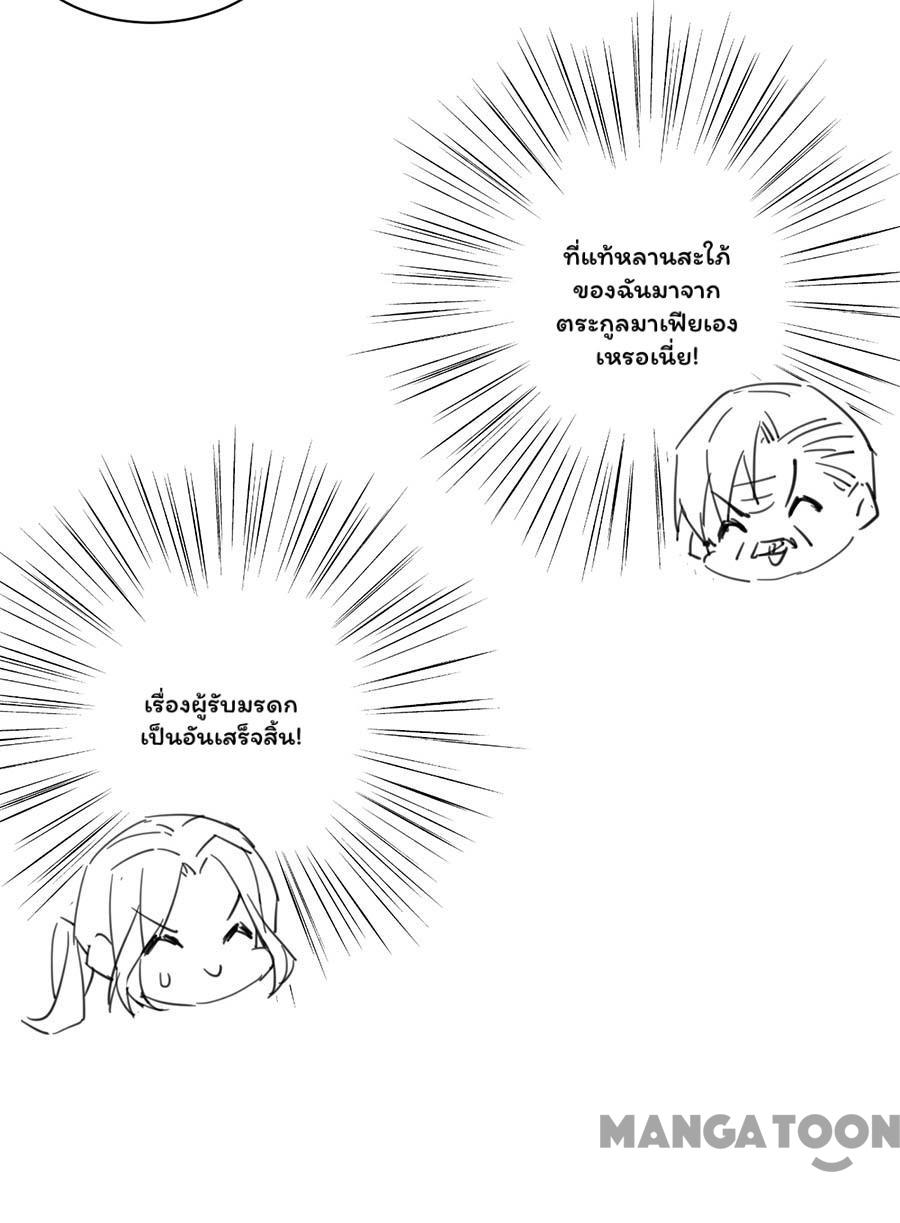 ที่แท้หลานสะใภ้
ของฉันมาจาก
ตระกูลมาเฟียเอง
เหรอเนี่ย!
เรื่องผู้รับมรดก
เป็นอันเสร็จสิ้น!
MANGATOON